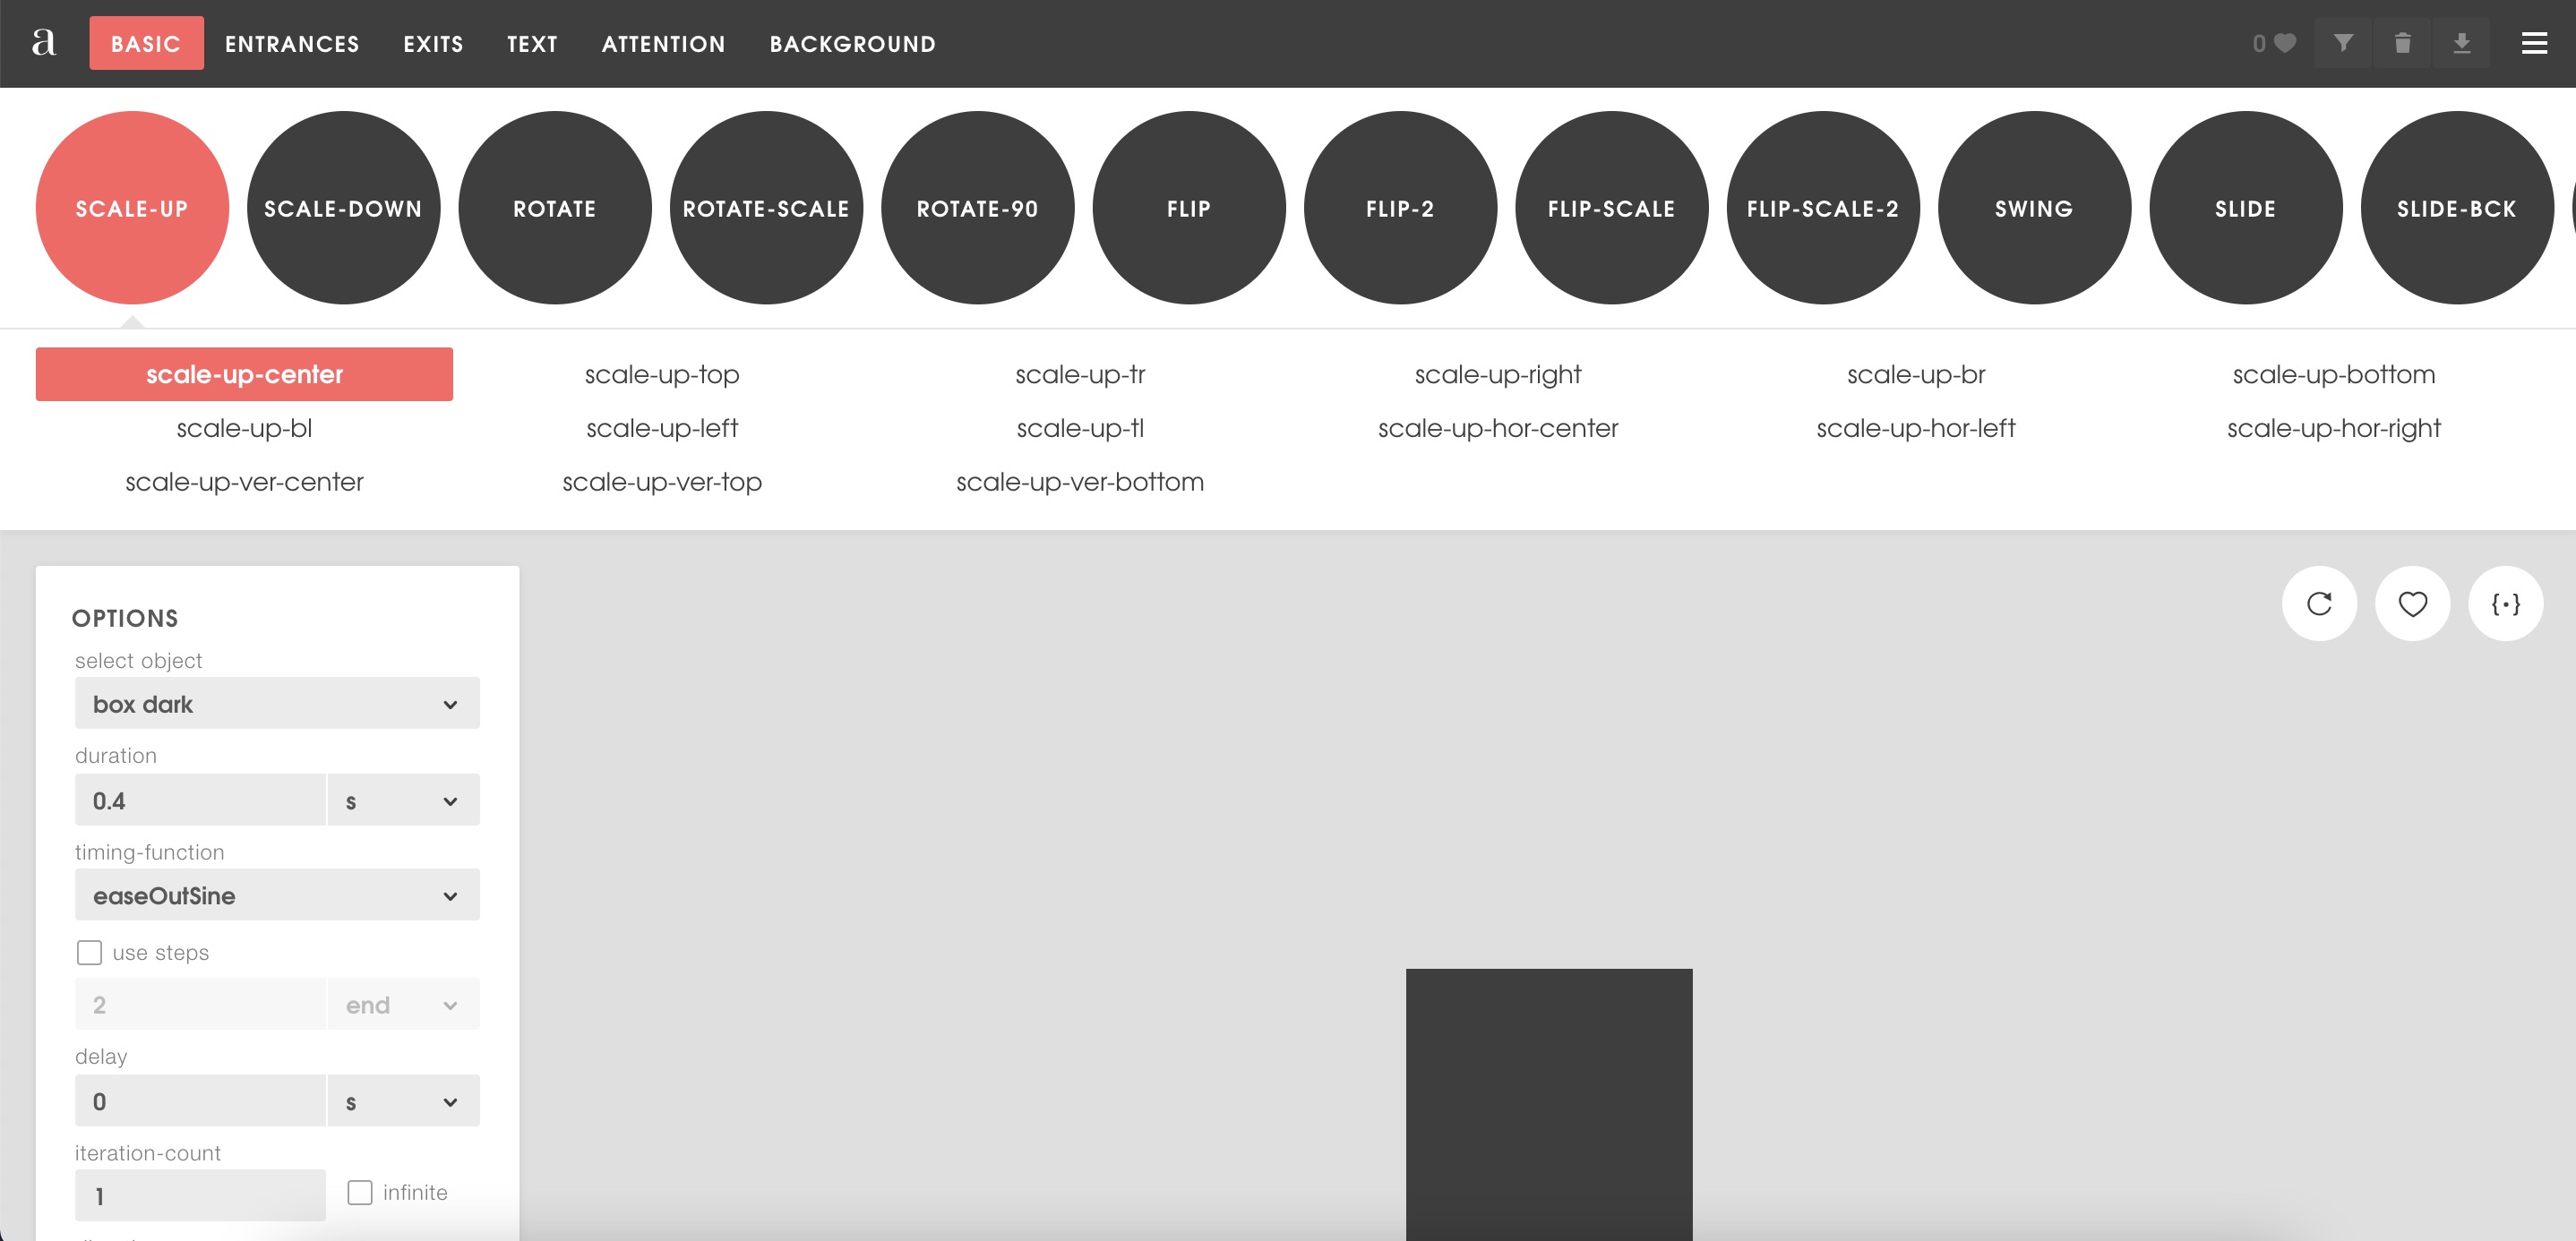 a BASIC ENTRANCES EXITS TEXT ATTENTION BACKGROUND 0
SCALE-UP SCALE-DOWN ROTATE ROTATE-SCALE ROTATE-90 FLIP FLIP-2 FLIP-SCALE FLIP-SCALE-2 SWING SLIDE SLIDE-BCK
scale-up-center scale-up-top scale-up-tr scale-up-right scale-up-br scale-up-bottom
scale-up-bl scale-up-left scale-up-tl scale-up-hor-center scale-up-hor-left scale-up-hor-right
scale-up-ver-center scale-up-ver-top scale-up-ver-bottom
{·}
OPTIONS
select object
box dark
duration
0.4 s
timing-function
easeOutSine
use steps
2 end
delay
0 s
iteration-count
1 infinite